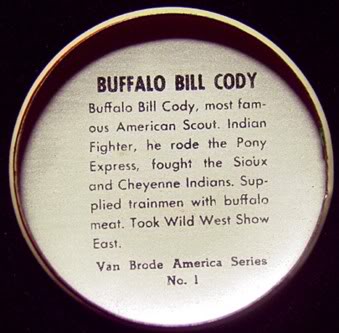 BUFFALO BILL CODY
Buffalo Bill Cody, most fam-
ous American Scout. Indian
Fighter, he rode the Pony
Express, fought the Sioux
and Cheyenne Indians. Sup-
plied trainmen with buffalo
meat. Took Wild West Show
East.
Van Brode America Series
No. 1